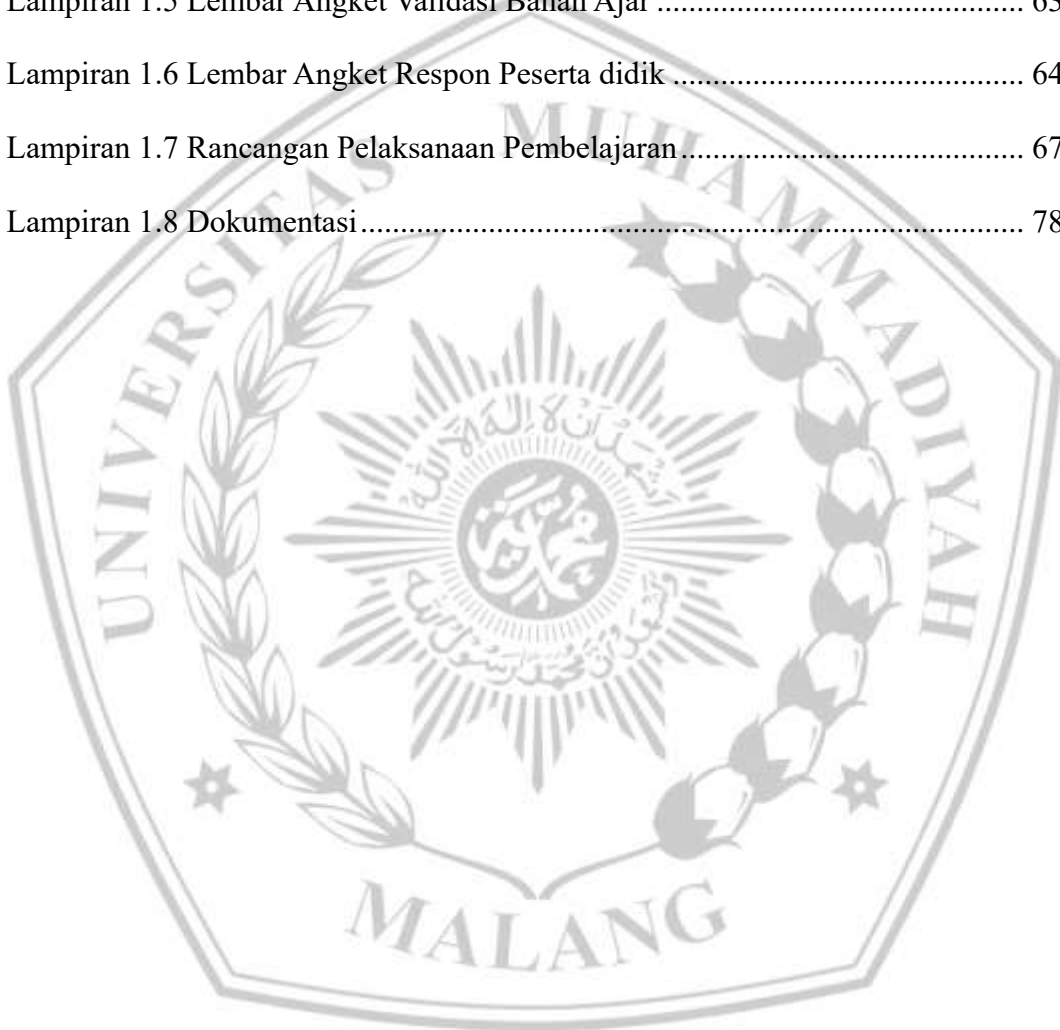 Lampiran 1.5 Lembar Angket Validasi Bahan Ajar .............................................. 63
Lampiran 1.6 Lembar Angket Respon Peserta didik ............................................ 64
Lampiran 1.7 Rancangan Pelaksanaan Pembelajaran ........................................... 67
Lampiran 1.8 Dokumentasi ................................................................................... 78
UNIVERSITAS MUHAMMADIYAH
MALANG